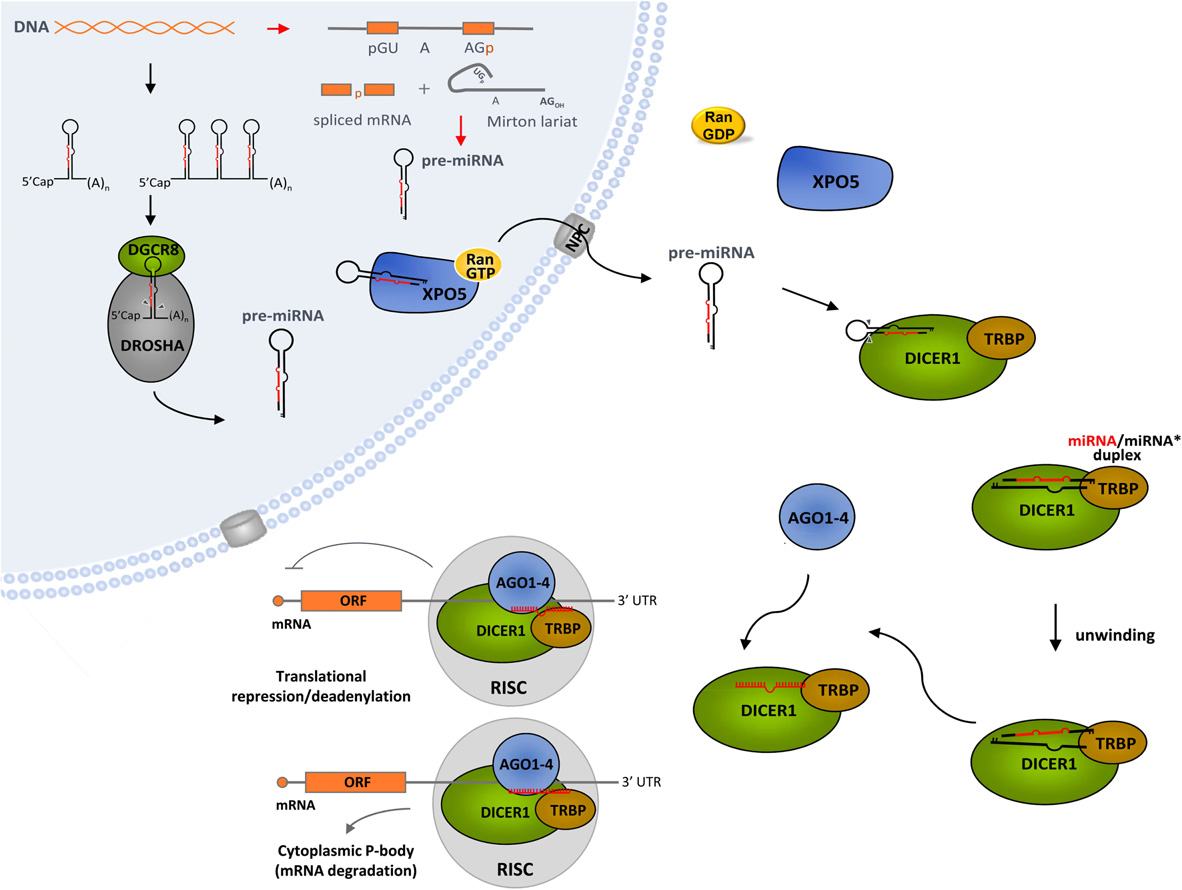 DNA
pGU
A
AGp
p
+
UGp
A
AGOH
spliced mRNA
Mirton lariat
pre-miRNA
5’Cap
(A)n
5’Cap
(A)n
DGCR8
5’Cap
(A)n
DROSHA
pre-miRNA
Ran
GTP
XPO5
NPC
Ran
GDP
XPO5
pre-miRNA
DICER1
TRBP
miRNA/miRNA*
duplex
TRBP
DICER1
unwinding
TRBP
DICER1
AGO1-4
TRBP
DICER1
AGO1-4
ORF
3’ UTR
mRNA
DICER1
TRBP
RISC
Translational
repression/deadenylation
AGO1-4
ORF
3’ UTR
mRNA
DICER1
TRBP
RISC
Cytoplasmic P-body
(mRNA degradation)